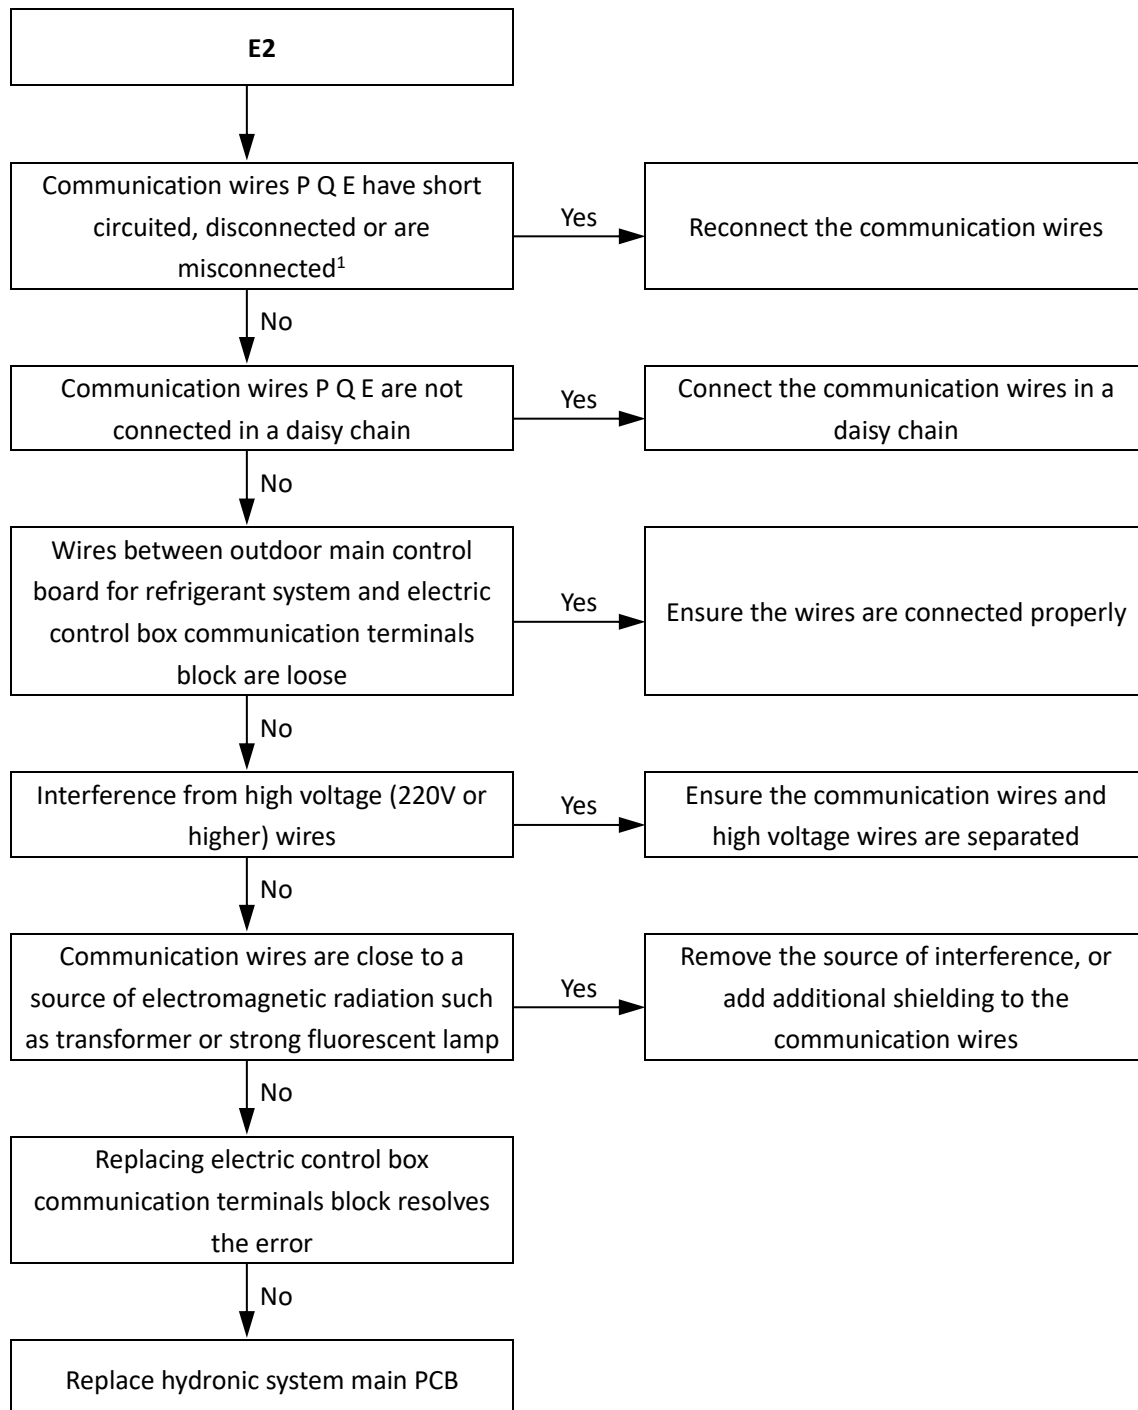 E2
Communication wires P Q E have short
circuited, disconnected or are
misconnected¹
Yes
Reconnect the communication wires
No
Communication wires P Q E are not
connected in a daisy chain
Yes
Connect the communication wires in a
daisy chain
No
Wires between outdoor main control
board for refrigerant system and electric
control box communication terminals
block are loose
Yes
Ensure the wires are connected properly
No
Interference from high voltage (220V or
higher) wires
Yes
Ensure the communication wires and
high voltage wires are separated
No
Communication wires are close to a
source of electromagnetic radiation such
as transformer or strong fluorescent lamp
Yes
Remove the source of interference, or
add additional shielding to the
communication wires
No
Replacing electric control box
communication terminals block resolves
the error
No
Replace hydronic system main PCB